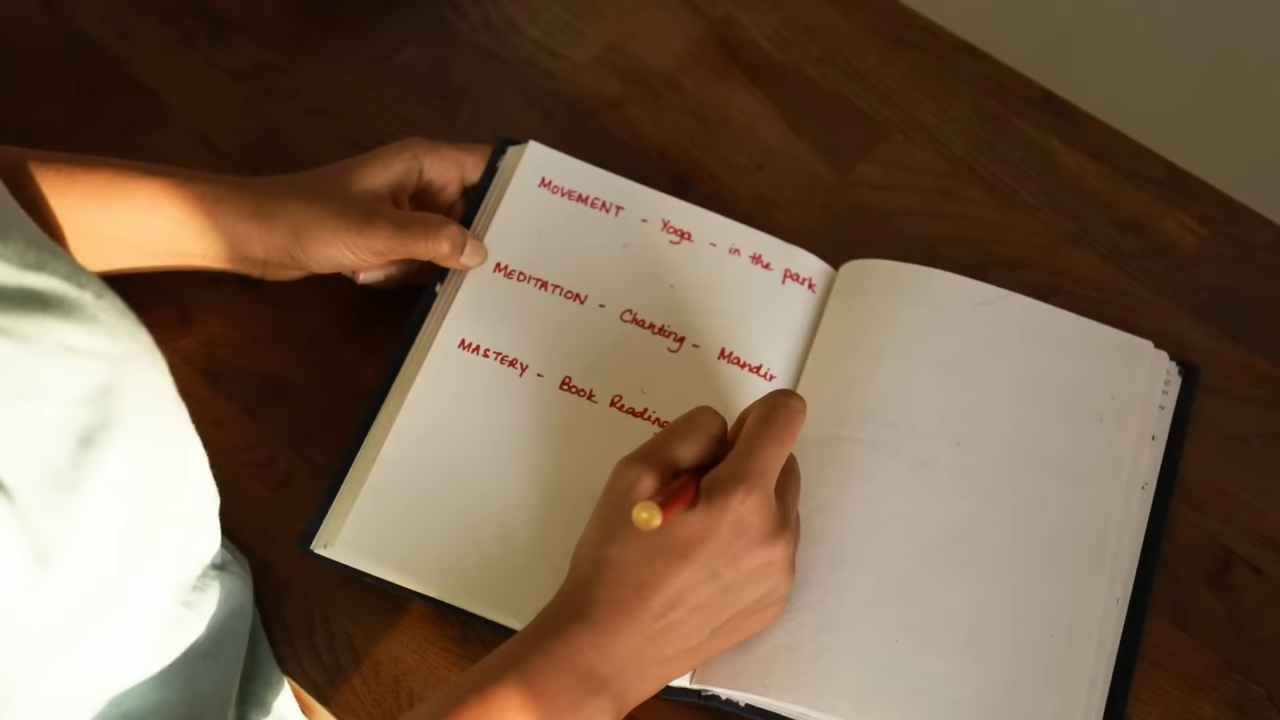 MOVEMENT - Yoga - in the park
MEDITATION - Chanting - Mandir
MASTERY - Book Reading